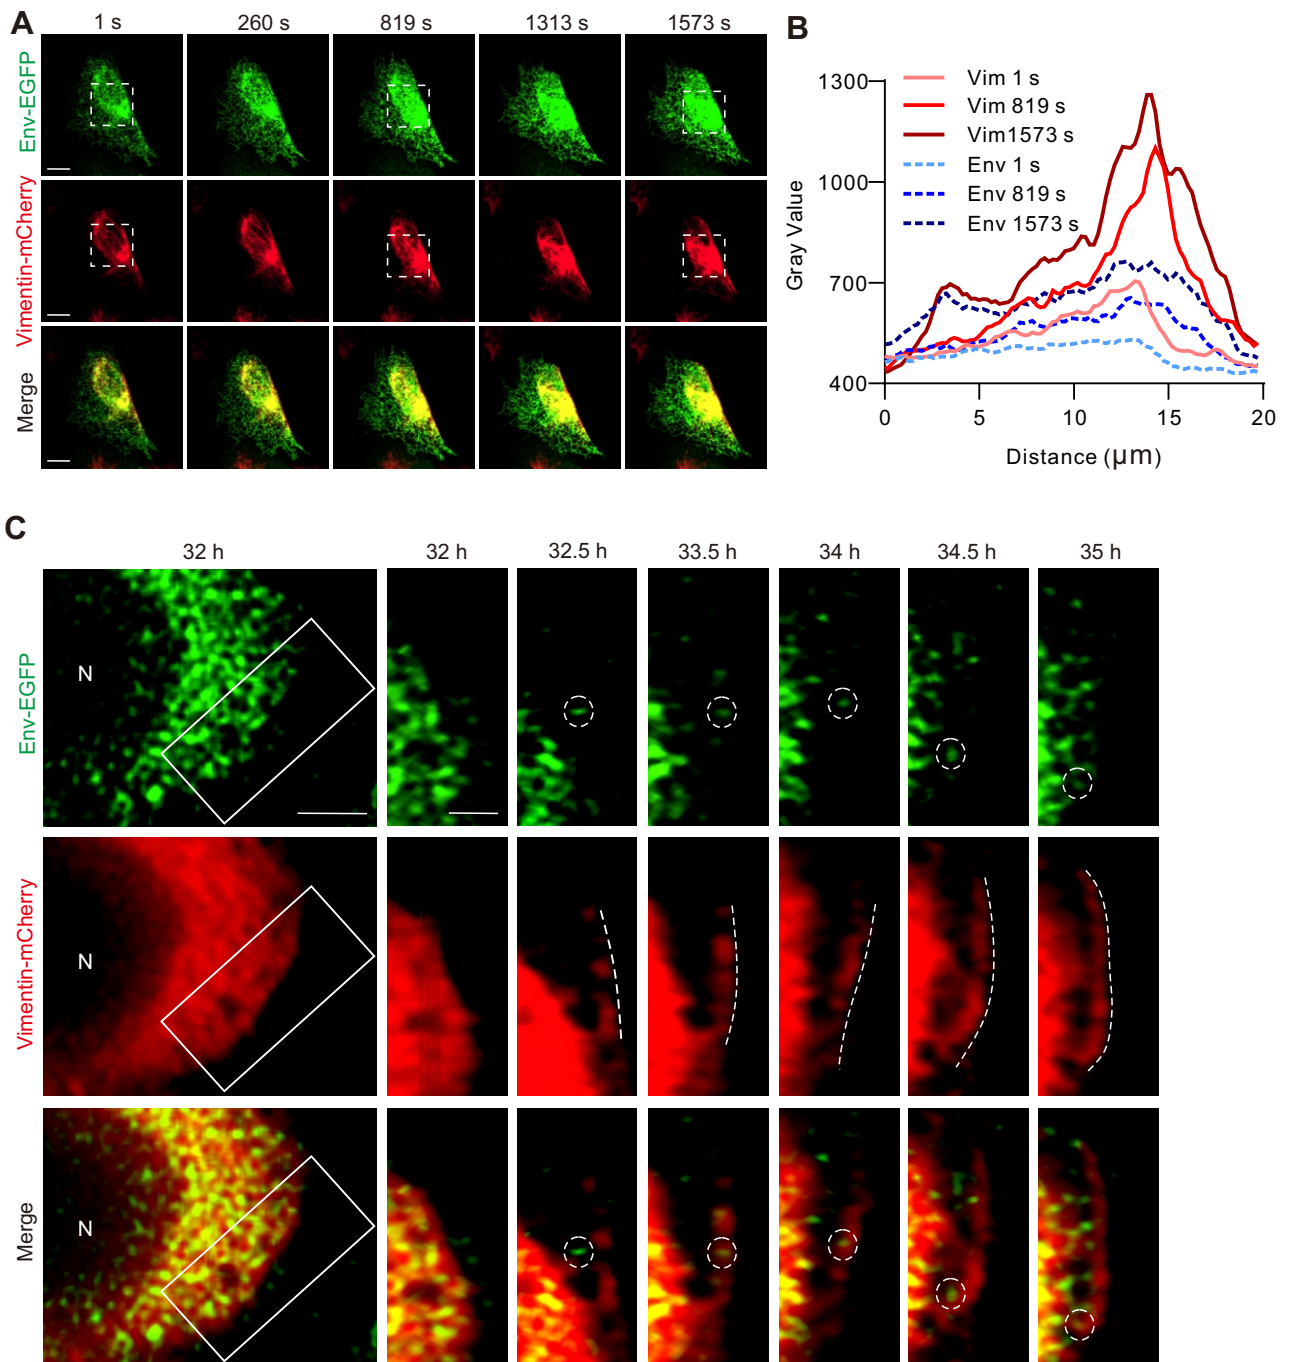 A
1 s
260 s
819 s
1313 s
1573 s
Env-EGFP
Vimentin-mCherry
Merge
B
1300
1000
700
400
Gray Value
Vim 1 s
Vim 819 s
Vim1573 s
Env 1 s
Env 819 s
Env 1573 s
0
5
10
15
20
Distance (μm)
C
32 h
32 h
32.5 h
33.5 h
34 h
34.5 h
35 h
Env-EGFP
N
Vimentin-mCherry
N
Merge
N